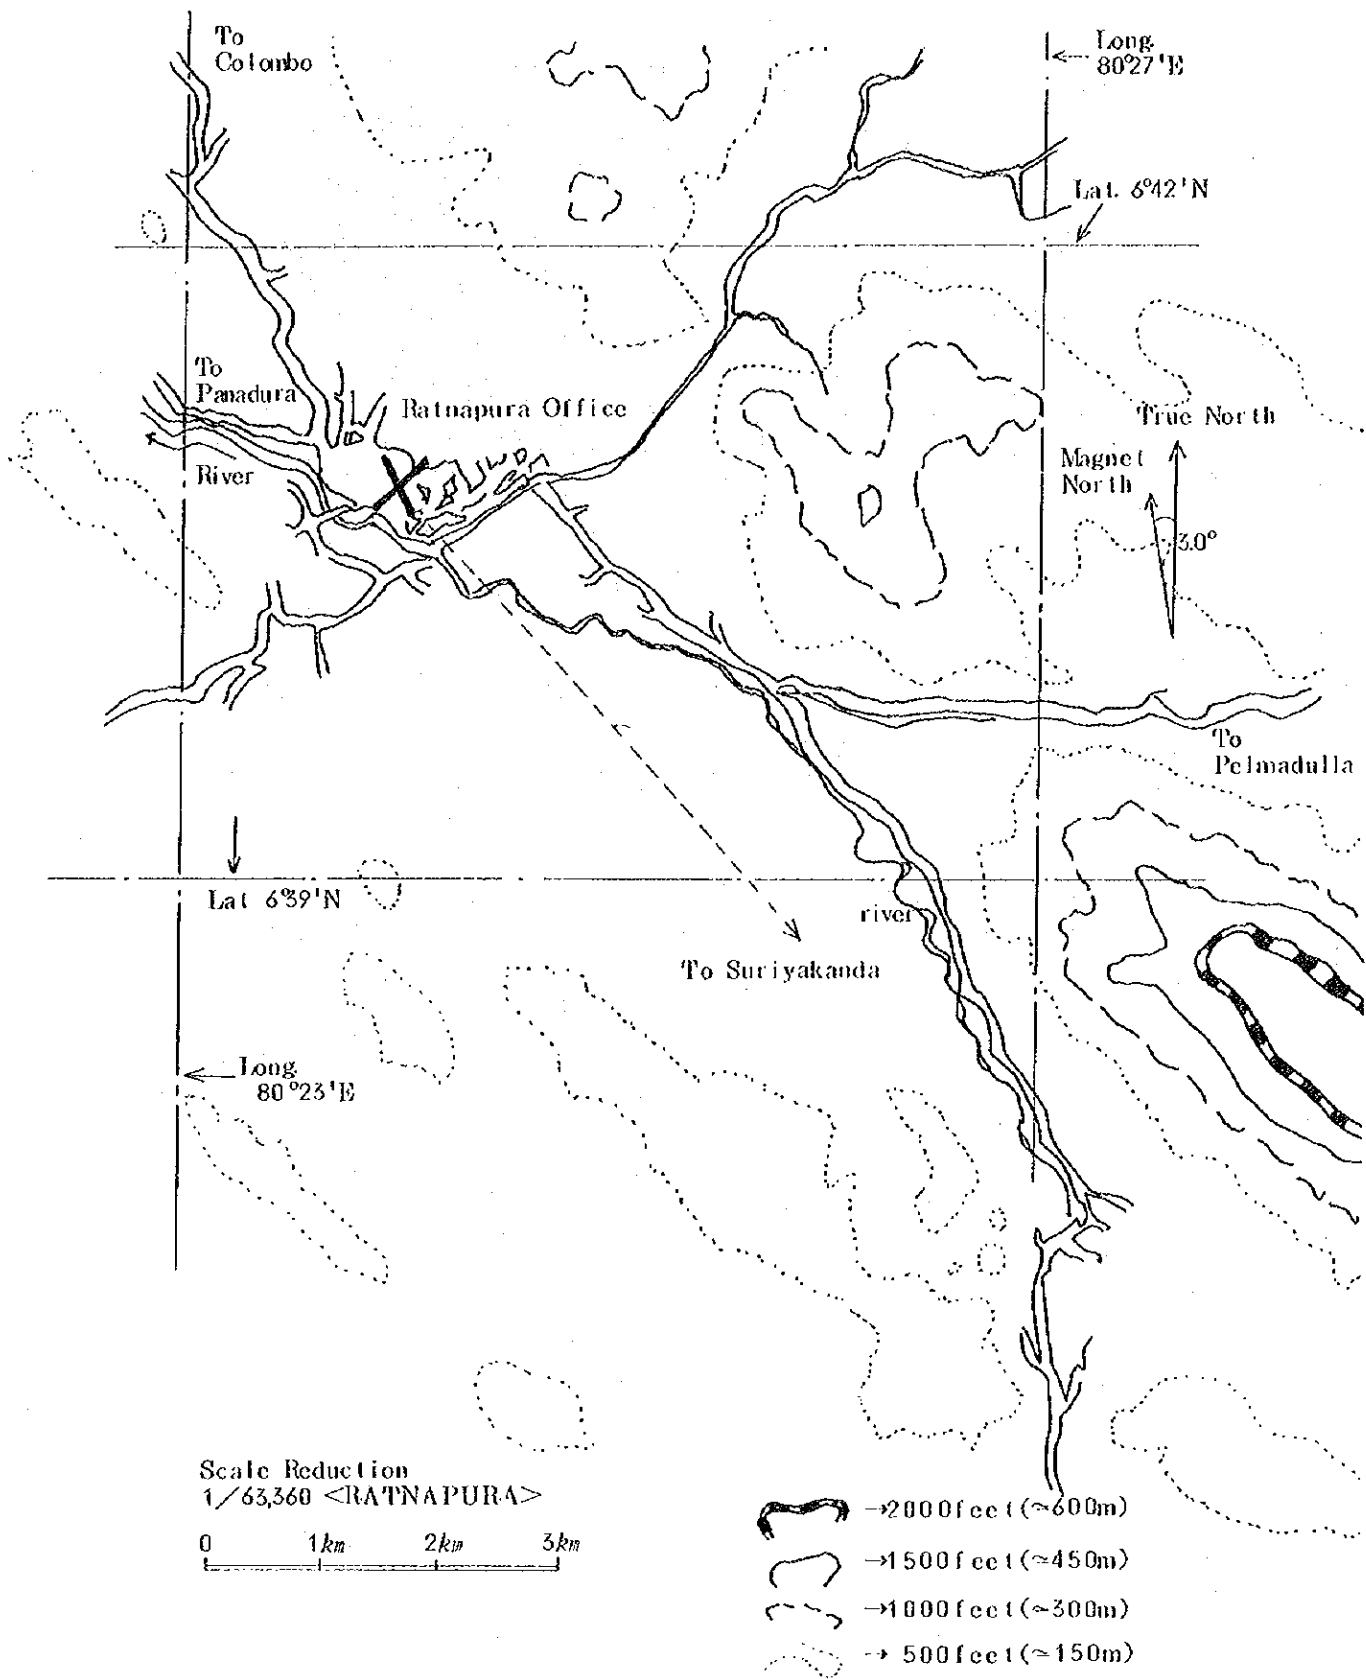 To
Colombo
Long.
80°27'E
Lat. 6°42'N
To
Panadura
Ratnapura Office
True North
Magnet
North
3.0°
River
To
Pelmadulla
Lat 6°39'N
river
To Suriyakanda
Long.
80°23'E
Scale Reduction
1/63,360 <RATNAPURA>
0 1km 2km 3km
→2000feet(~600m)
→1500feet(≃450m)
→1000feet(~300m)
→ 500feet(~150m)